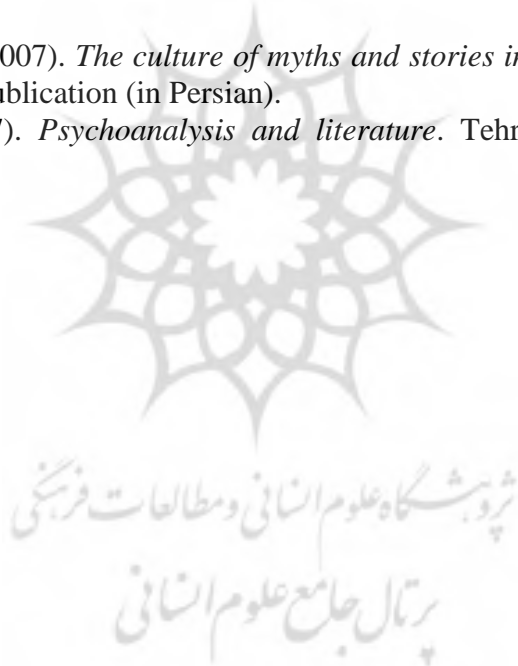 007). The culture of myths and stories in
ublication (in Persian).
7). Psychoanalysis and literature. Tehr
پژوهشگاه علوم انسانی و مطالعات فرهنگی
پرتال جامع علوم انسانی